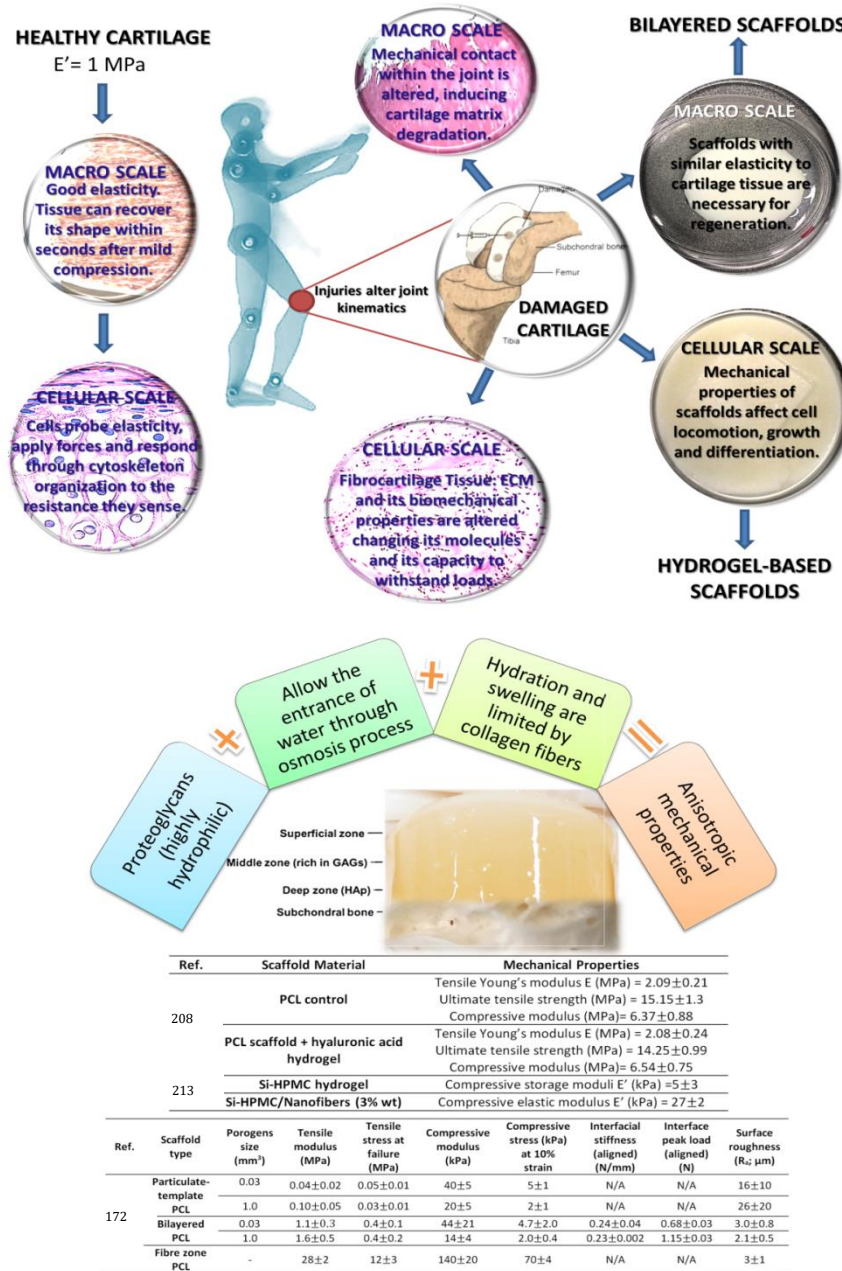 HEALTHY CARTILAGE
E'= 1 MPa
MACRO SCALE
Good elasticity.
Tissue can recover
its shape within
seconds after mild
compression.
CELLULAR SCALE
Cells probe elasticity,
apply forces and respond
through cytoskeleton
organization to the
resistance they sense.
MACRO SCALE
Mechanical contact
within the joint is
altered, inducing
cartilage matrix
degradation.
Injuries alter joint
kinematics
Damaged
Subchondral bone
Femur
DAMAGED
CARTILAGE
Tibia
CELLULAR SCALE
Fibrocartilage Tissue: ECM
and its biomechanical
properties are altered
changing its molecules
and its capacity to
withstand loads.
BILAYERED SCAFFOLDS
MACRO SCALE
Scaffolds with
similar elasticity to
cartilage tissue are
necessary for
regeneration.
CELLULAR SCALE
Mechanical
properties of
scaffolds affect cell
locomotion, growth
and differentiation.
HYDROGEL-BASED
SCAFFOLDS
Proteoglycans
(highly
hydrophilic)
+
Allow the
entrance of
water through
osmosis process
+
Hydration and
swelling are
limited by
collagen fibers
=
Anisotropic
mechanical
properties
Superficial zone
Middle zone (rich in GAGs)
Deep zone (HAp)
Subchondral bone
Ref. Scaffold Material Mechanical Properties
208 PCL control Tensile Young's modulus E (MPa) = 2.09±0.21
Ultimate tensile strength (MPa) = 15.15±1.3
Compressive modulus (MPa)= 6.37±0.88
PCL scaffold + hyaluronic acid hydrogel Tensile Young's modulus E (MPa) = 2.08±0.24
Ultimate tensile strength (MPa) = 14.25±0.99
Compressive modulus (MPa)= 6.54±0.75
213 Si-HPMC hydrogel Compressive storage moduli E' (kPa) =5±3
Si-HPMC/Nanofibers (3% wt) Compressive elastic modulus E' (kPa) = 27±2
Ref. Scaffold type Porogens size (mm³) Tensile modulus (MPa) Tensile stress at failure (MPa) Compressive modulus (kPa) Compressive stress (kPa) at 10% strain Interfacial stiffness (aligned) (N/mm) Interface peak load (aligned) (N) Surface roughness (Rₐ; µm)
172 Particulate-template PCL 0.03 0.04±0.02 0.05±0.01 40±5 5±1 N/A N/A 16±10
1.0 0.10±0.05 0.03±0.01 20±5 2±1 N/A N/A 26±20
Bilayered PCL 0.03 1.1±0.3 0.4±0.1 44±21 4.7±2.0 0.24±0.04 0.68±0.03 3.0±0.8
1.0 1.6±0.5 0.4±0.2 14±4 2.0±0.4 0.23±0.002 1.15±0.03 2.1±0.5
Fibre zone PCL - 28±2 12±3 140±20 70±4 N/A N/A 3±1